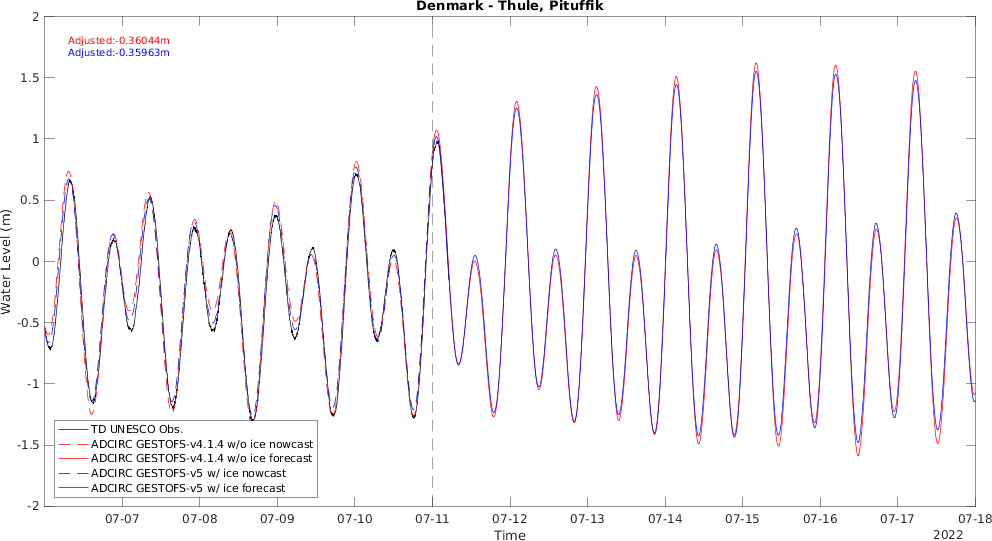 Denmark - Thule, Pituffik
Adjusted:-0.36044m
Adjusted:-0.35963m
2
1.5
1
0.5
0
-0.5
-1
-1.5
-2
Water Level (m)
TD UNESCO Obs.
ADCIRC GESTOFS-v4.1.4 w/o ice nowcast
ADCIRC GESTOFS-v4.1.4 w/o ice forecast
ADCIRC GESTOFS-v5 w/ ice nowcast
ADCIRC GESTOFS-v5 w/ ice forecast
07-07 07-08 07-09 07-10 07-11 07-12 07-13 07-14 07-15 07-16 07-17 07-18
Time
2022